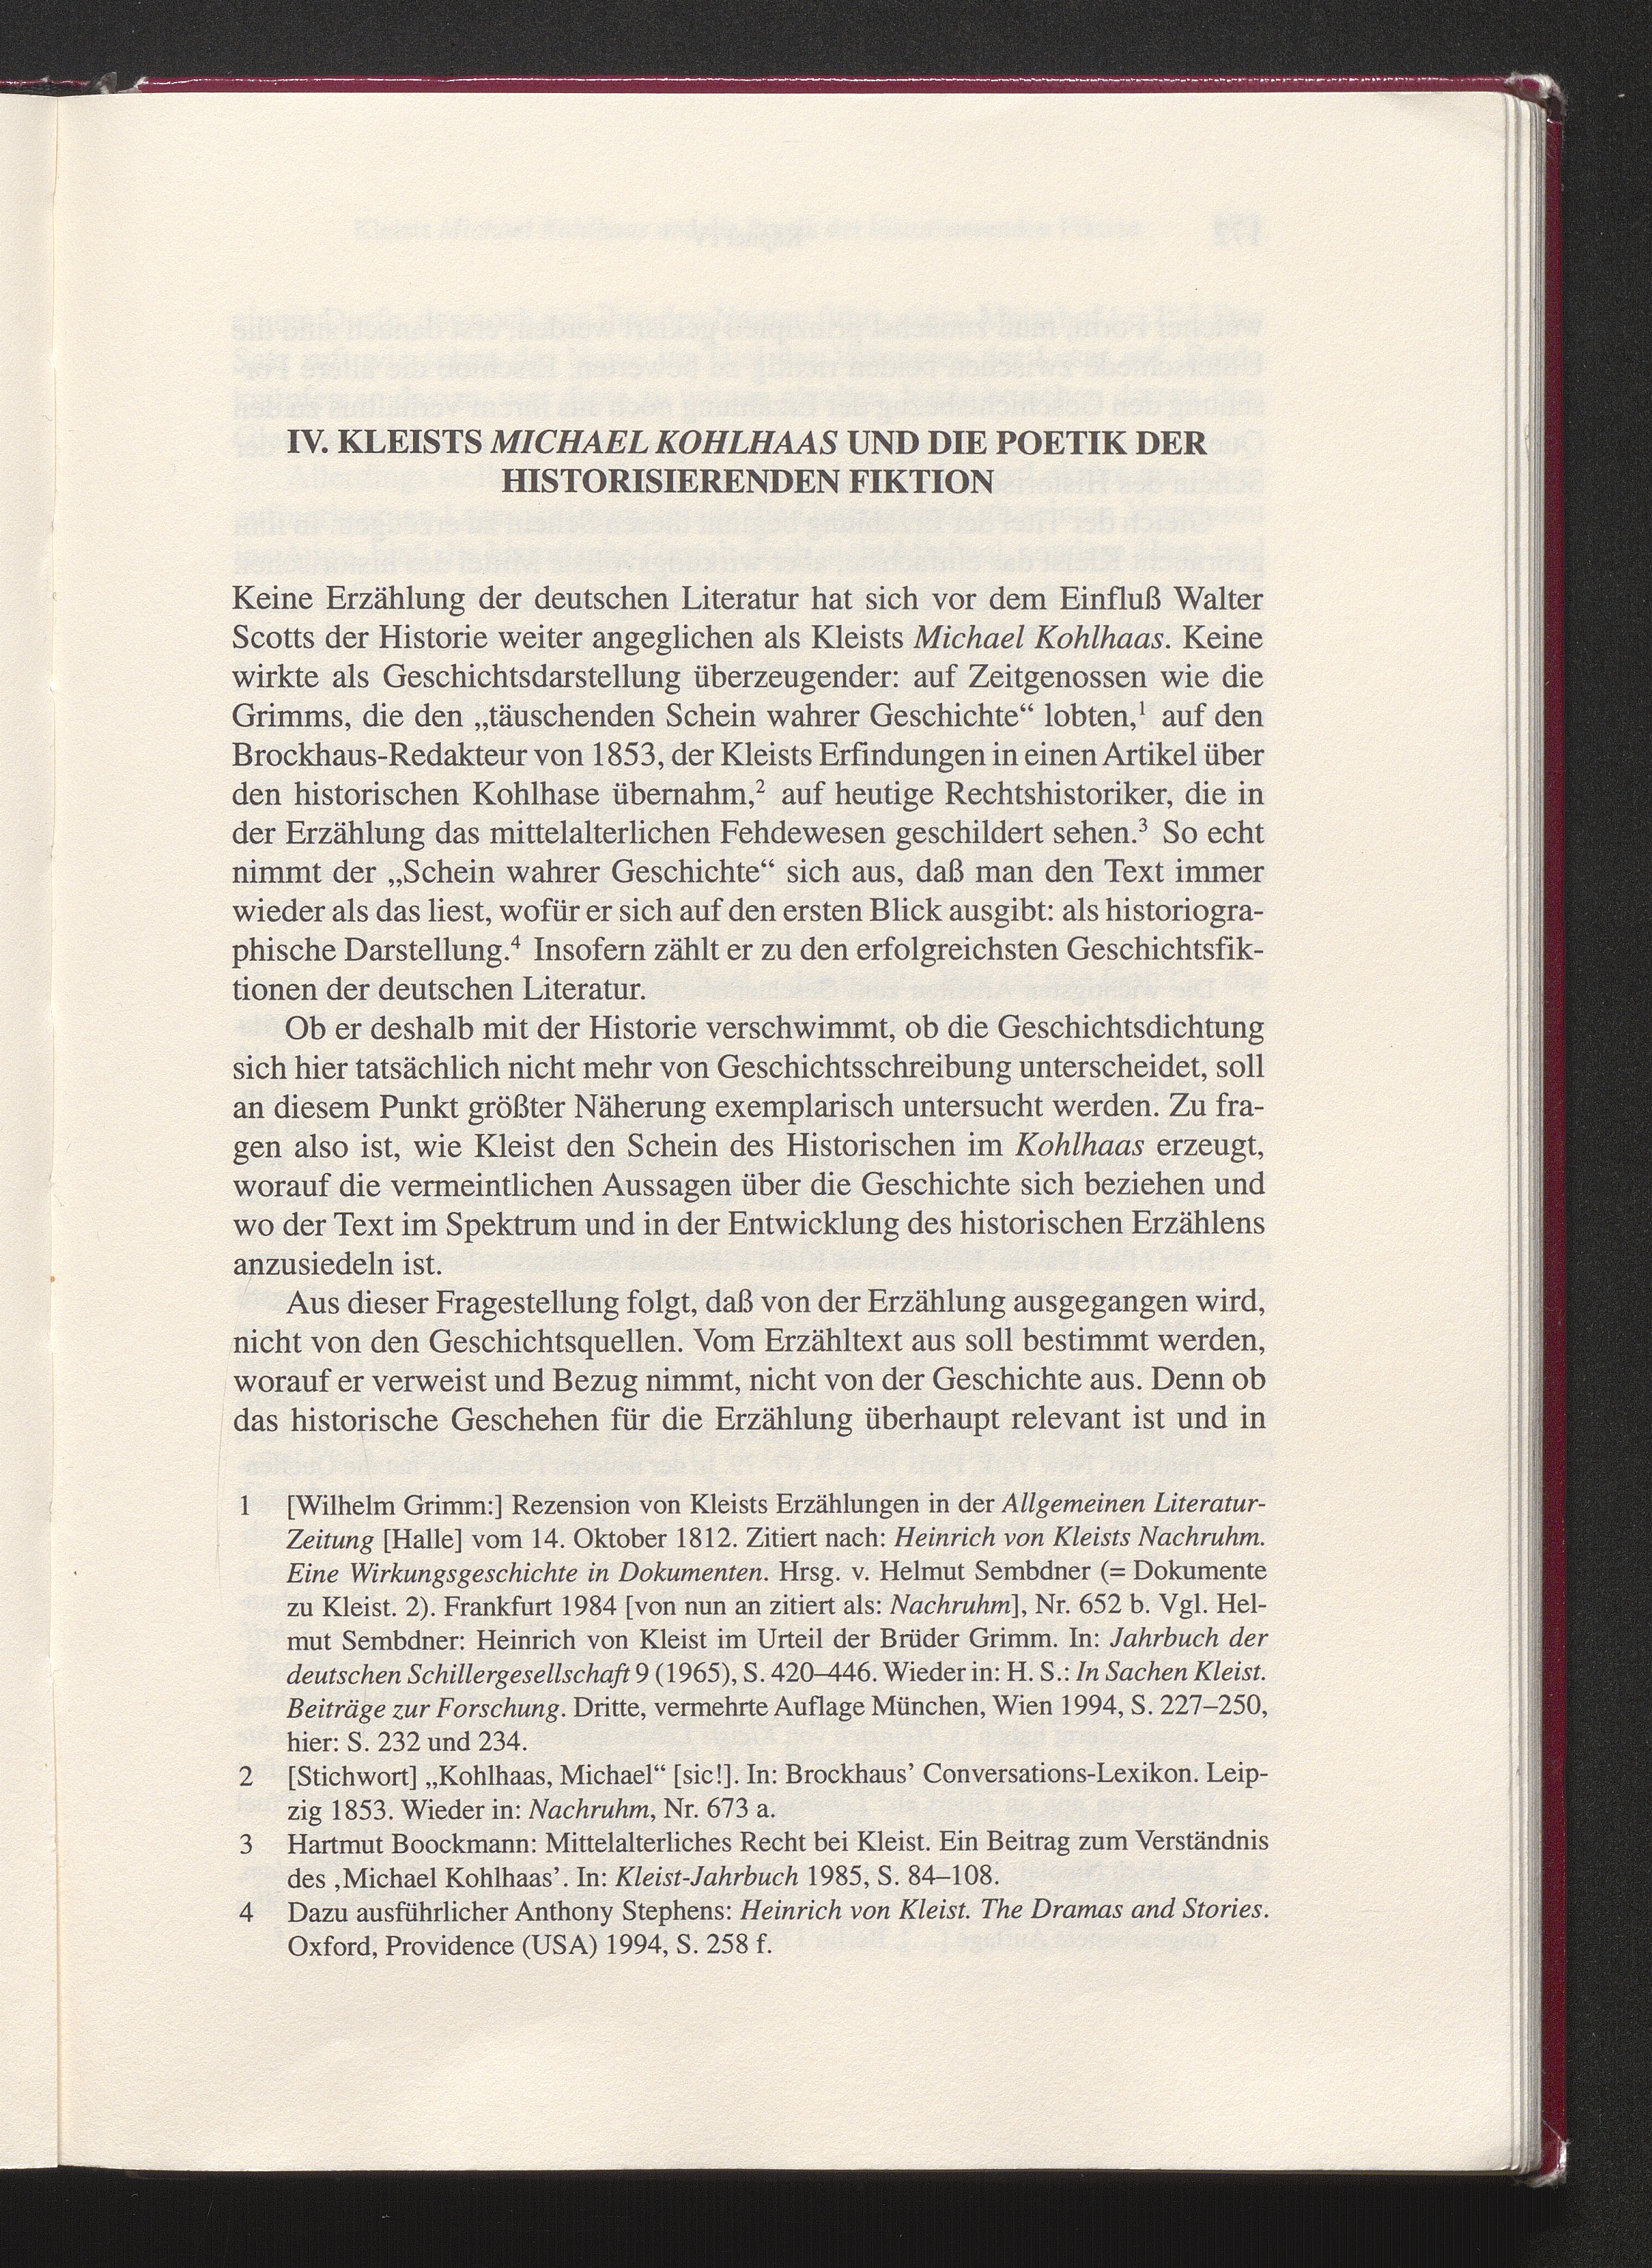 IV. KLEISTS MICHAEL KOHLHAAS UND DIE POETIK DER
HISTORISIERENDEN FIKTION
Keine Erzählung der deutschen Literatur hat sich vor dem Einfluß Walter
Scotts der Historie weiter angeglichen als Kleists Michael Kohlhaas. Keine
wirkte als Geschichtsdarstellung überzeugender: auf Zeitgenossen wie die
Grimms, die den „täuschenden Schein wahrer Geschichte“ lobten,¹ auf den
Brockhaus-Redakteur von 1853, der Kleists Erfindungen in einen Artikel über
den historischen Kohlhase übernahm,² auf heutige Rechtshistoriker, die in
der Erzählung das mittelalterlichen Fehdewesen geschildert sehen.³ So echt
nimmt der „Schein wahrer Geschichte“ sich aus, daß man den Text immer
wieder als das liest, wofür er sich auf den ersten Blick ausgibt: als historiogra-
phische Darstellung.⁴ Insofern zählt er zu den erfolgreichsten Geschichtsfik-
tionen der deutschen Literatur.
Ob er deshalb mit der Historie verschwimmt, ob die Geschichtsdichtung
sich hier tatsächlich nicht mehr von Geschichtsschreibung unterscheidet, soll
an diesem Punkt größter Näherung exemplarisch untersucht werden. Zu fra-
gen also ist, wie Kleist den Schein des Historischen im Kohlhaas erzeugt,
worauf die vermeintlichen Aussagen über die Geschichte sich beziehen und
wo der Text im Spektrum und in der Entwicklung des historischen Erzählens
anzusiedeln ist.
Aus dieser Fragestellung folgt, daß von der Erzählung ausgegangen wird,
nicht von den Geschichtsquellen. Vom Erzähltext aus soll bestimmt werden,
worauf er verweist und Bezug nimmt, nicht von der Geschichte aus. Denn ob
das historische Geschehen für die Erzählung überhaupt relevant ist und in
1 [Wilhelm Grimm:] Rezension von Kleists Erzählungen in der Allgemeinen Literatur-
Zeitung [Halle] vom 14. Oktober 1812. Zitiert nach: Heinrich von Kleists Nachruhm.
Eine Wirkungsgeschichte in Dokumenten. Hrsg. v. Helmut Sembdner (= Dokumente
zu Kleist. 2). Frankfurt 1984 [von nun an zitiert als: Nachruhm], Nr. 652 b. Vgl. Hel-
mut Sembdner: Heinrich von Kleist im Urteil der Brüder Grimm. In: Jahrbuch der
deutschen Schillergesellschaft 9 (1965), S. 420–446. Wieder in: H. S.: In Sachen Kleist.
Beiträge zur Forschung. Dritte, vermehrte Auflage München, Wien 1994, S. 227–250,
hier: S. 232 und 234.
2 [Stichwort] „Kohlhaas, Michael“ [sic!]. In: Brockhaus’ Conversations-Lexikon. Leip-
zig 1853. Wieder in: Nachruhm, Nr. 673 a.
3 Hartmut Boockmann: Mittelalterliches Recht bei Kleist. Ein Beitrag zum Verständnis
des ‚Michael Kohlhaas’. In: Kleist-Jahrbuch 1985, S. 84–108.
4 Dazu ausführlicher Anthony Stephens: Heinrich von Kleist. The Dramas and Stories.
Oxford, Providence (USA) 1994, S. 258 f.